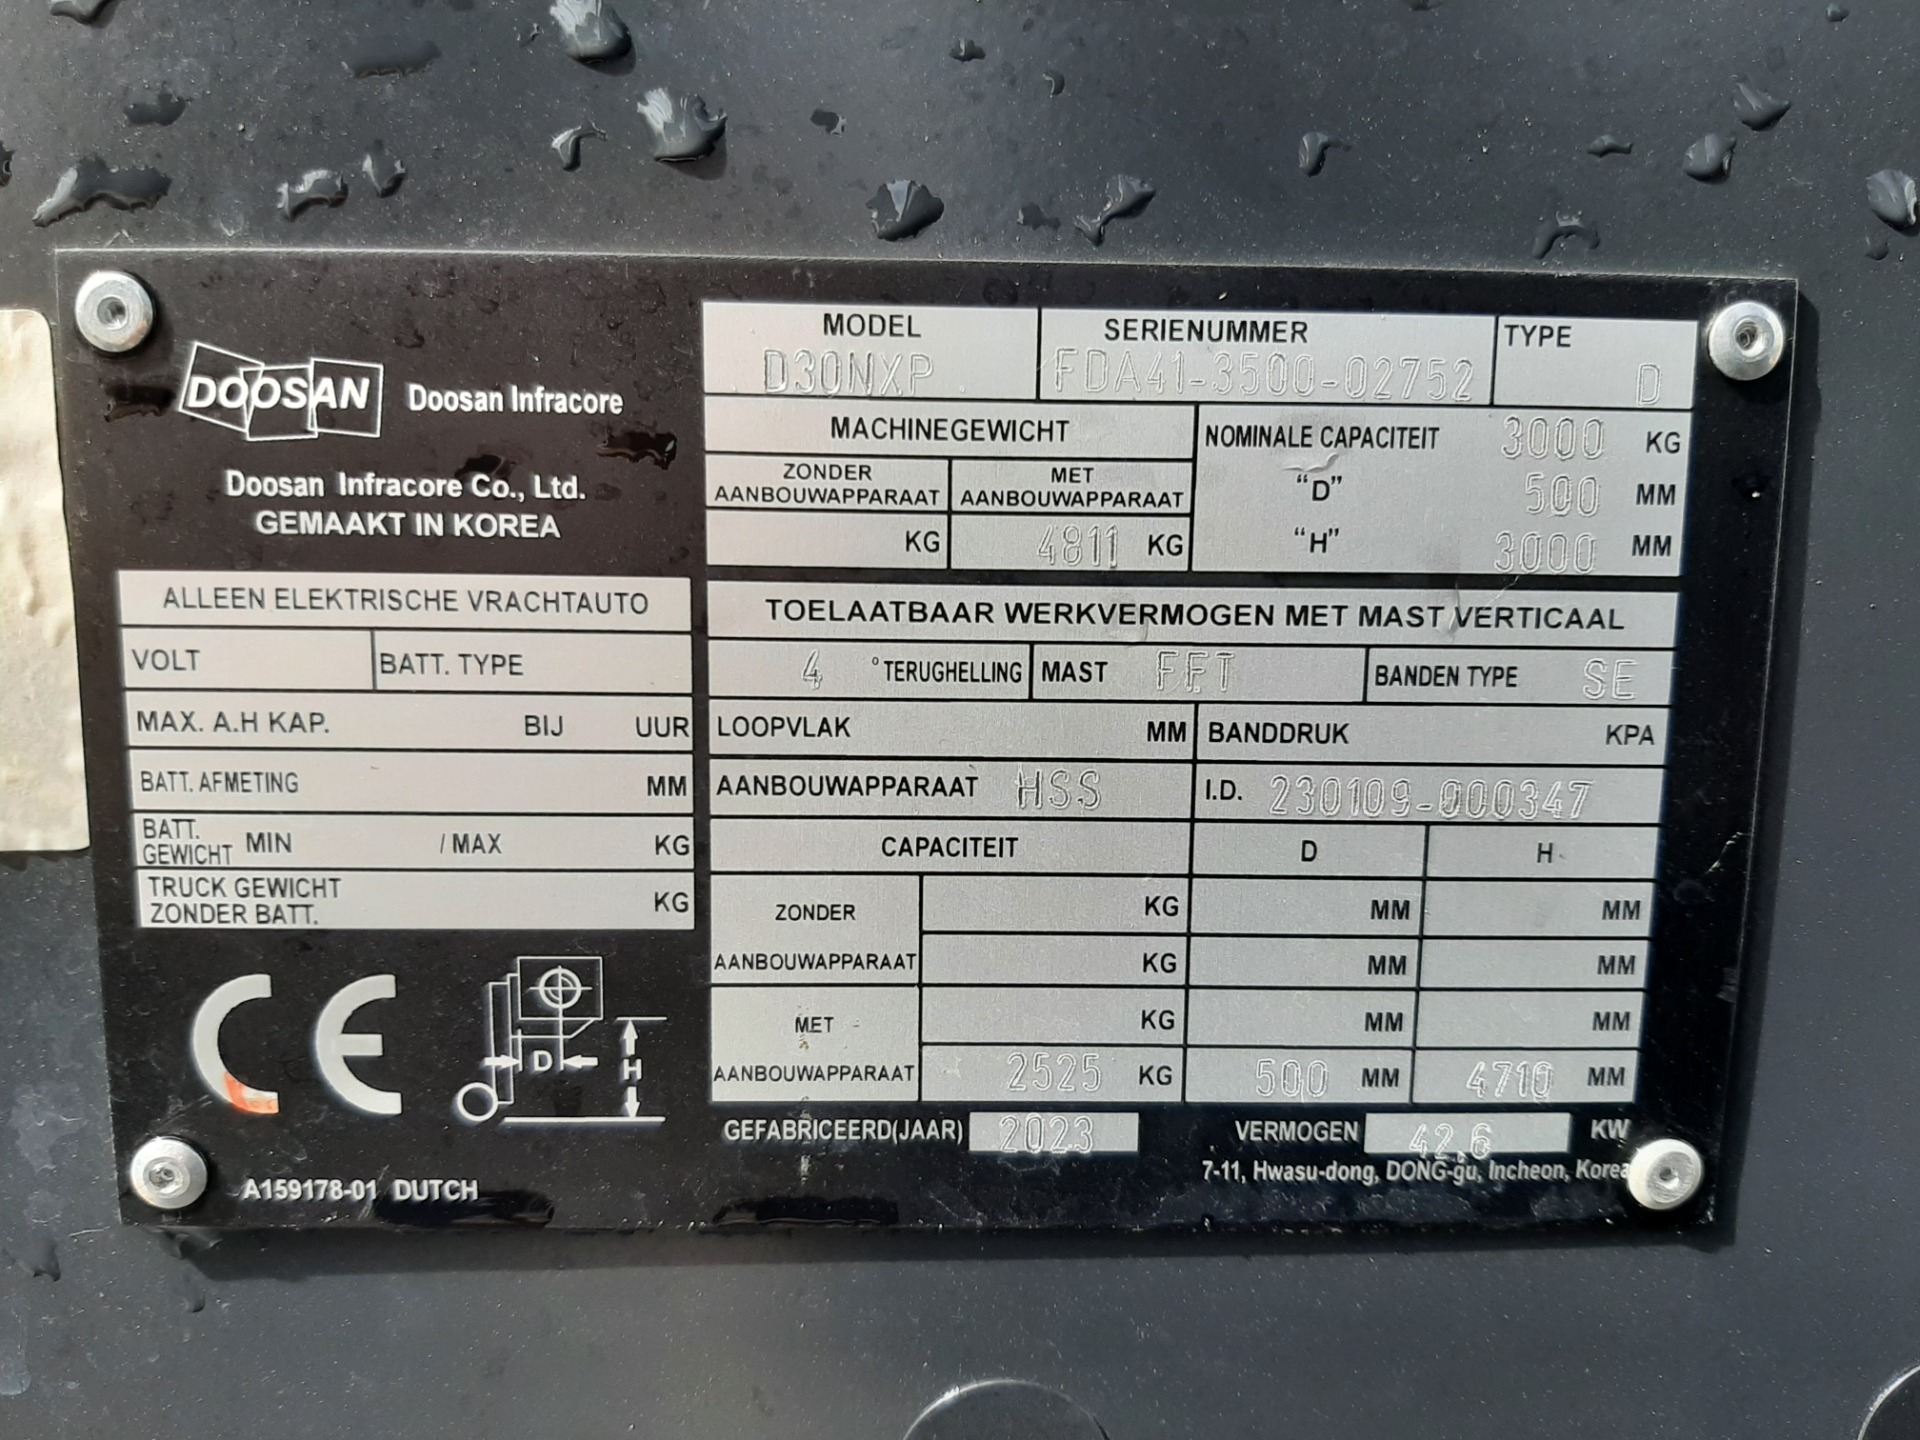 DOOSAN Doosan Infracore
Doosan Infracore Co., Ltd.
GEMAAKT IN KOREA
ALLEEN ELEKTRISCHE VRACHTAUTO
VOLT BATT. TYPE
MAX. A.H KAP. BIJ UUR
BATT. AFMETING MM
BATT. GEWICHT MIN / MAX KG
TRUCK GEWICHT
ZONDER BATT. KG
CE
D H
A159178-01 DUTCH
MODEL SERIENUMMER TYPE
D30NXP FDA41-3500-02752 D
MACHINEGEWICHT
ZONDER AANBOUWAPPARAAT MET AANBOUWAPPARAAT
KG 4811 KG
NOMINALE CAPACITEIT 3000 KG
"D" 500 MM
"H" 3000 MM
TOELAATBAAR WERKVERMOGEN MET MAST VERTICAAL
4 °TERUGHELLING MAST FFT BANDEN TYPE SE
LOOPVLAK MM BANDDRUK KPA
AANBOUWAPPARAAT HSS I.D. 230109-000347
CAPACITEIT D H
ZONDER KG MM MM
AANBOUWAPPARAAT KG MM MM
MET KG MM MM
AANBOUWAPPARAAT 2525 KG 500 MM 4710 MM
GEFABRICEERD(JAAR) 2023 VERMOGEN 42.6 KW
7-11, Hwasu-dong, DONG-gu, Incheon, Korea